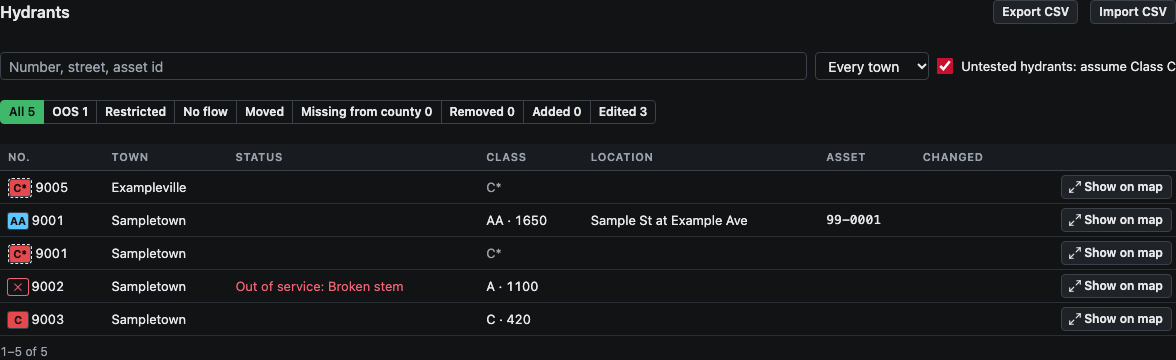 Hydrants Export CSV Import CSV
Number, street, asset id Every town Untested hydrants: assume Class C
All 5 OOS 1 Restricted No flow Moved Missing from county 0 Removed 0 Added 0 Edited 3
NO. TOWN STATUS CLASS LOCATION ASSET CHANGED
C* 9005 Exampleville C* Show on map
AA 9001 Sampletown AA · 1650 Sample St at Example Ave 99-0001 Show on map
C* 9001 Sampletown C* Show on map
9002 Sampletown Out of service: Broken stem A · 1100 Show on map
C 9003 Sampletown C · 420 Show on map
1–5 of 5